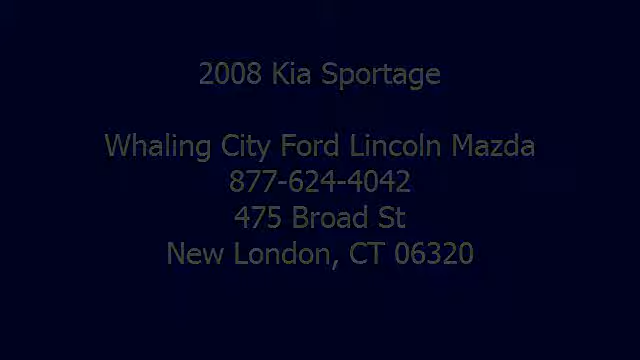 2008 Kia Sportage
Whaling City Ford Lincoln Mazda
877-624-4042
475 Broad St
New London, CT 06320